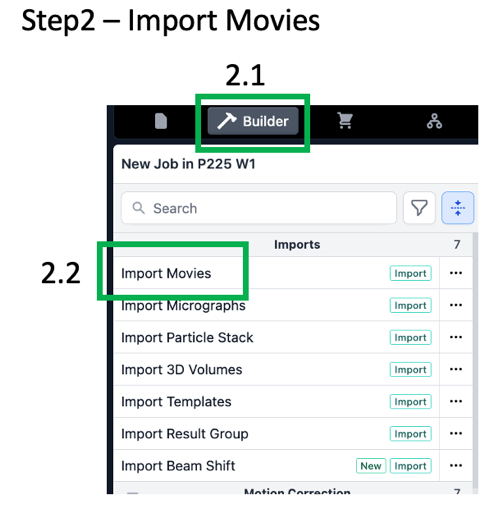 Step2 – Import Movies
2.1
Builder
New Job in P225 W1
Search
Imports 7
2.2
Import Movies Import
Import Micrographs Import
Import Particle Stack Import
Import 3D Volumes Import
Import Templates Import
Import Result Group Import
Import Beam Shift New Import
Motion Correction 7